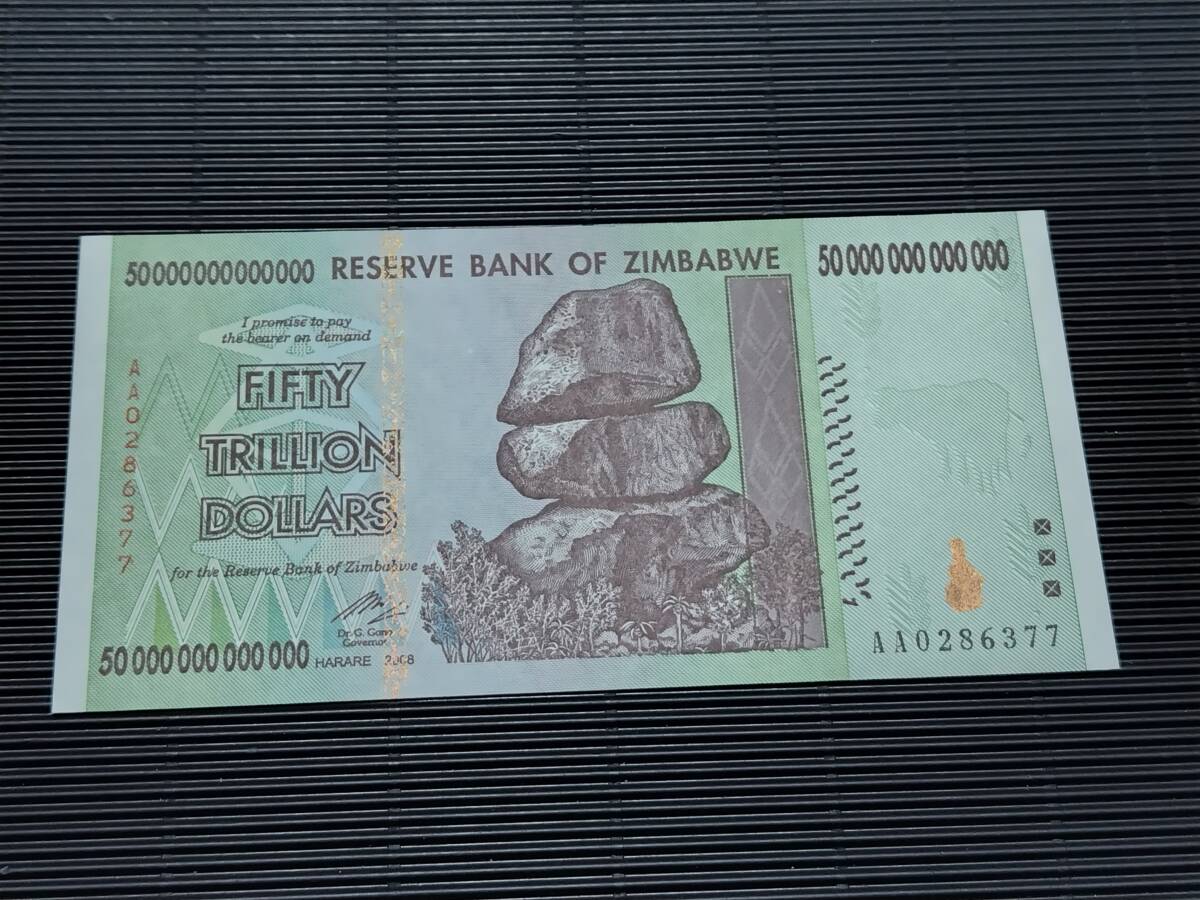 50000000000000 RESERVE BANK OF ZIMBABWE 50 000 000 000 000
I promise to pay
the bearer on demand
FIFTY
TRILLION
DOLLARS
for the Reserve Bank of Zimbabwe
Dr. G. Gono
Governor
50 000 000 000 000 HARARE 2008
AA0286377
AA0286377